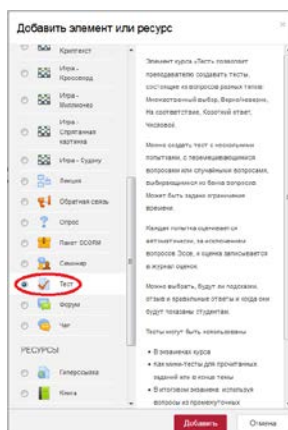 Добавить элемент или ресурс
×
Криптекст
Игра -
Кроссворд
Игра -
Миллионер
Игра -
Спрятанная
картинка
Игра - Судоку
Лекция
Обратная связь
Опрос
Пакет SCORM
Семинар
Тест
Форум
Чат
РЕСУРСЫ
Гиперссылка
Книга
Элемент курса «Тест» позволяет
преподавателю создавать тесты,
состоящие из вопросов разных типов:
Множественный выбор, Верно/неверно,
На соответствие, Короткий ответ,
Числовой.
Можно создать тест с несколькими
попытками, с перемешивающимися
вопросами или случайными вопросами,
выбирающимися из банка вопросов.
Может быть задано ограничение
времени.
Каждая попытка оценивается
автоматически, за исключением
вопросов Эссе, и оценка записывается
в журнал оценок.
Можно выбрать, будут ли подсказки,
отзыв и правильные ответы и когда они
будут показаны студентам.
Тесты могут быть использованы
• В экзаменах курса
• Как мини-тесты для прочитанных
заданий или в конце темы
• В итоговом экзамене, используя
вопросы из промежуточных
Добавить
Отмена